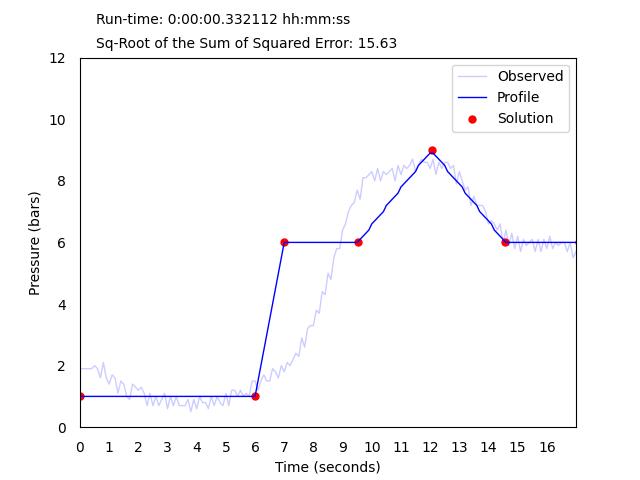 Run-time: 0:00:00.332112 hh:mm:ss
Sq-Root of the Sum of Squared Error: 15.63
12
10
8
6
4
2
0
Pressure (bars)
Observed
Profile
Solution
0 1 2 3 4 5 6 7 8 9 10 11 12 13 14 15 16
Time (seconds)